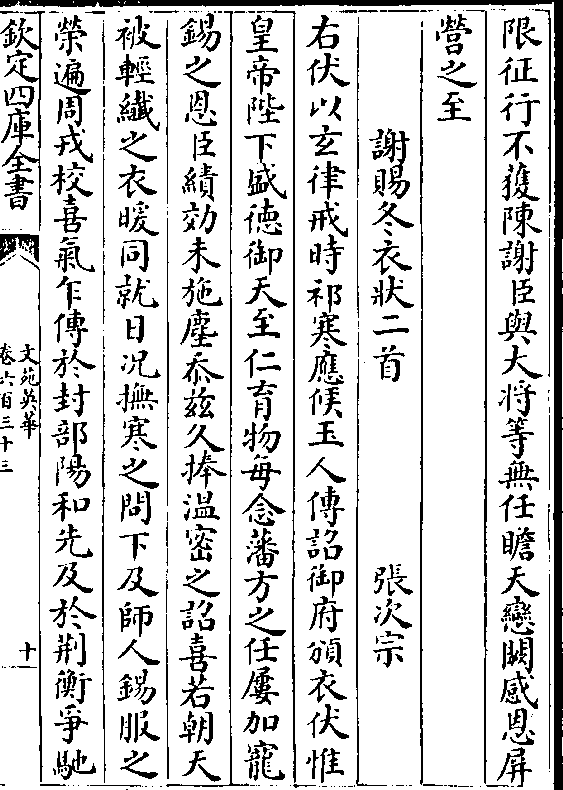 限征行不獲陳謝臣與大將等無任瞻天戀闕感恩屏
營之至
謝賜冬衣狀二首 張次宗
右伏以玄律戒時祁寒應候玉人傳詔御府頒衣伏惟
皇帝陛下盛德御天至仁育物每念藩方之任屢加寵
錫之恩臣績効未施塵忝茲久捧溫密之詔喜若朝天
被輕纖之衣暖同就日况撫寒之問下及師人錫服之
榮遍周戎校喜氣乍傳於封部陽和先及於荆衡爭馳
欽定四庫全書
文苑英華
卷六百三十三
十